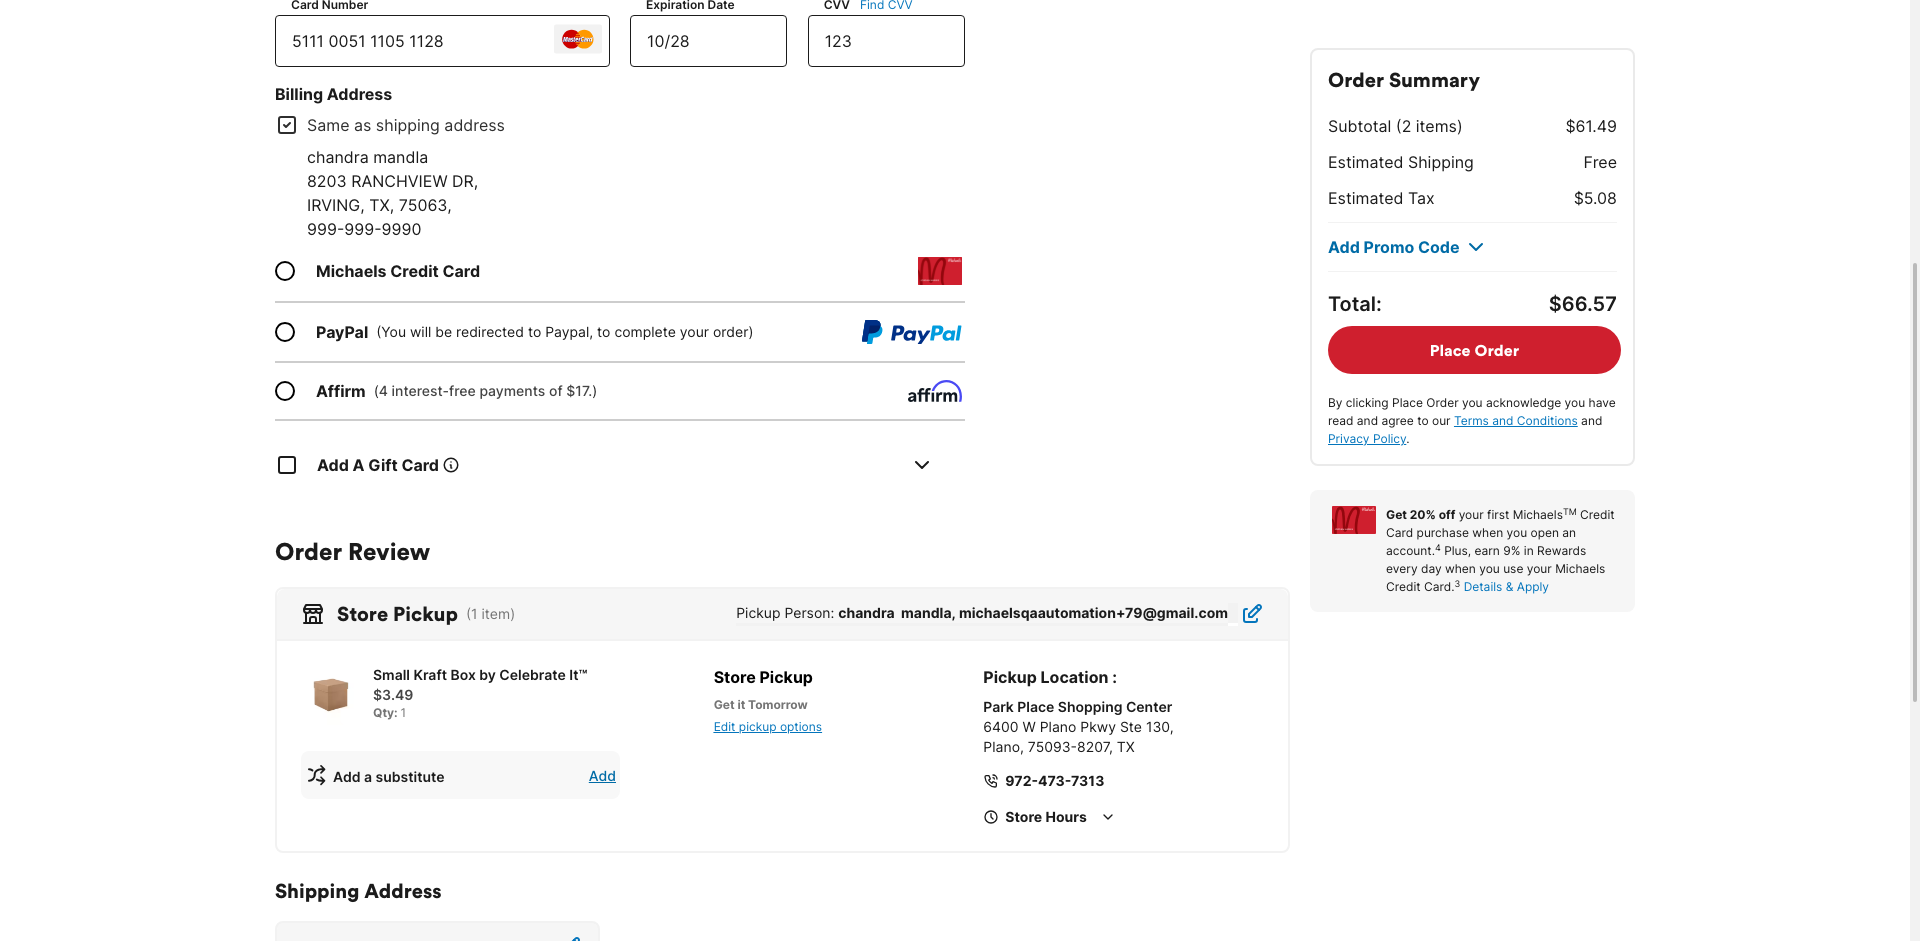 Card Number
Expiration Date
CVV Find CVV
5111 0051 1105 1128
MasterCard
10/28
123
Billing Address
Same as shipping address
chandra mandla
8203 RANCHVIEW DR,
IRVING, TX, 75063,
999-999-9990
Michaels Credit Card
PayPal (You will be redirected to Paypal, to complete your order)
PayPal
Affirm (4 interest-free payments of $17.)
affirm
Add A Gift Card
Order Review
Store Pickup (1 item)
Pickup Person: chandra mandla, michaelsqaautomation+79@gmail.com
Small Kraft Box by Celebrate It™
$3.49
Qty: 1
Add a substitute
Add
Store Pickup
Get it Tomorrow
Edit pickup options
Pickup Location :
Park Place Shopping Center
6400 W Plano Pkwy Ste 130,
Plano, 75093-8207, TX
972-473-7313
Store Hours
Shipping Address
Order Summary
Subtotal (2 items) $61.49
Estimated Shipping Free
Estimated Tax $5.08
Add Promo Code
Total: $66.57
Place Order
By clicking Place Order you acknowledge you have
read and agree to our Terms and Conditions and
Privacy Policy.
Get 20% off your first Michaels™ Credit
Card purchase when you open an
account.⁴ Plus, earn 9% in Rewards
every day when you use your Michaels
Credit Card.³ Details & Apply